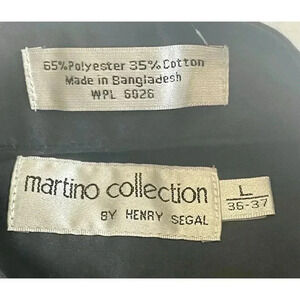 65% Polyester 35% Cotton
Made in Bangladesh
WPL 6026
martino collection
BY HENRY SEGAL
L
36-37